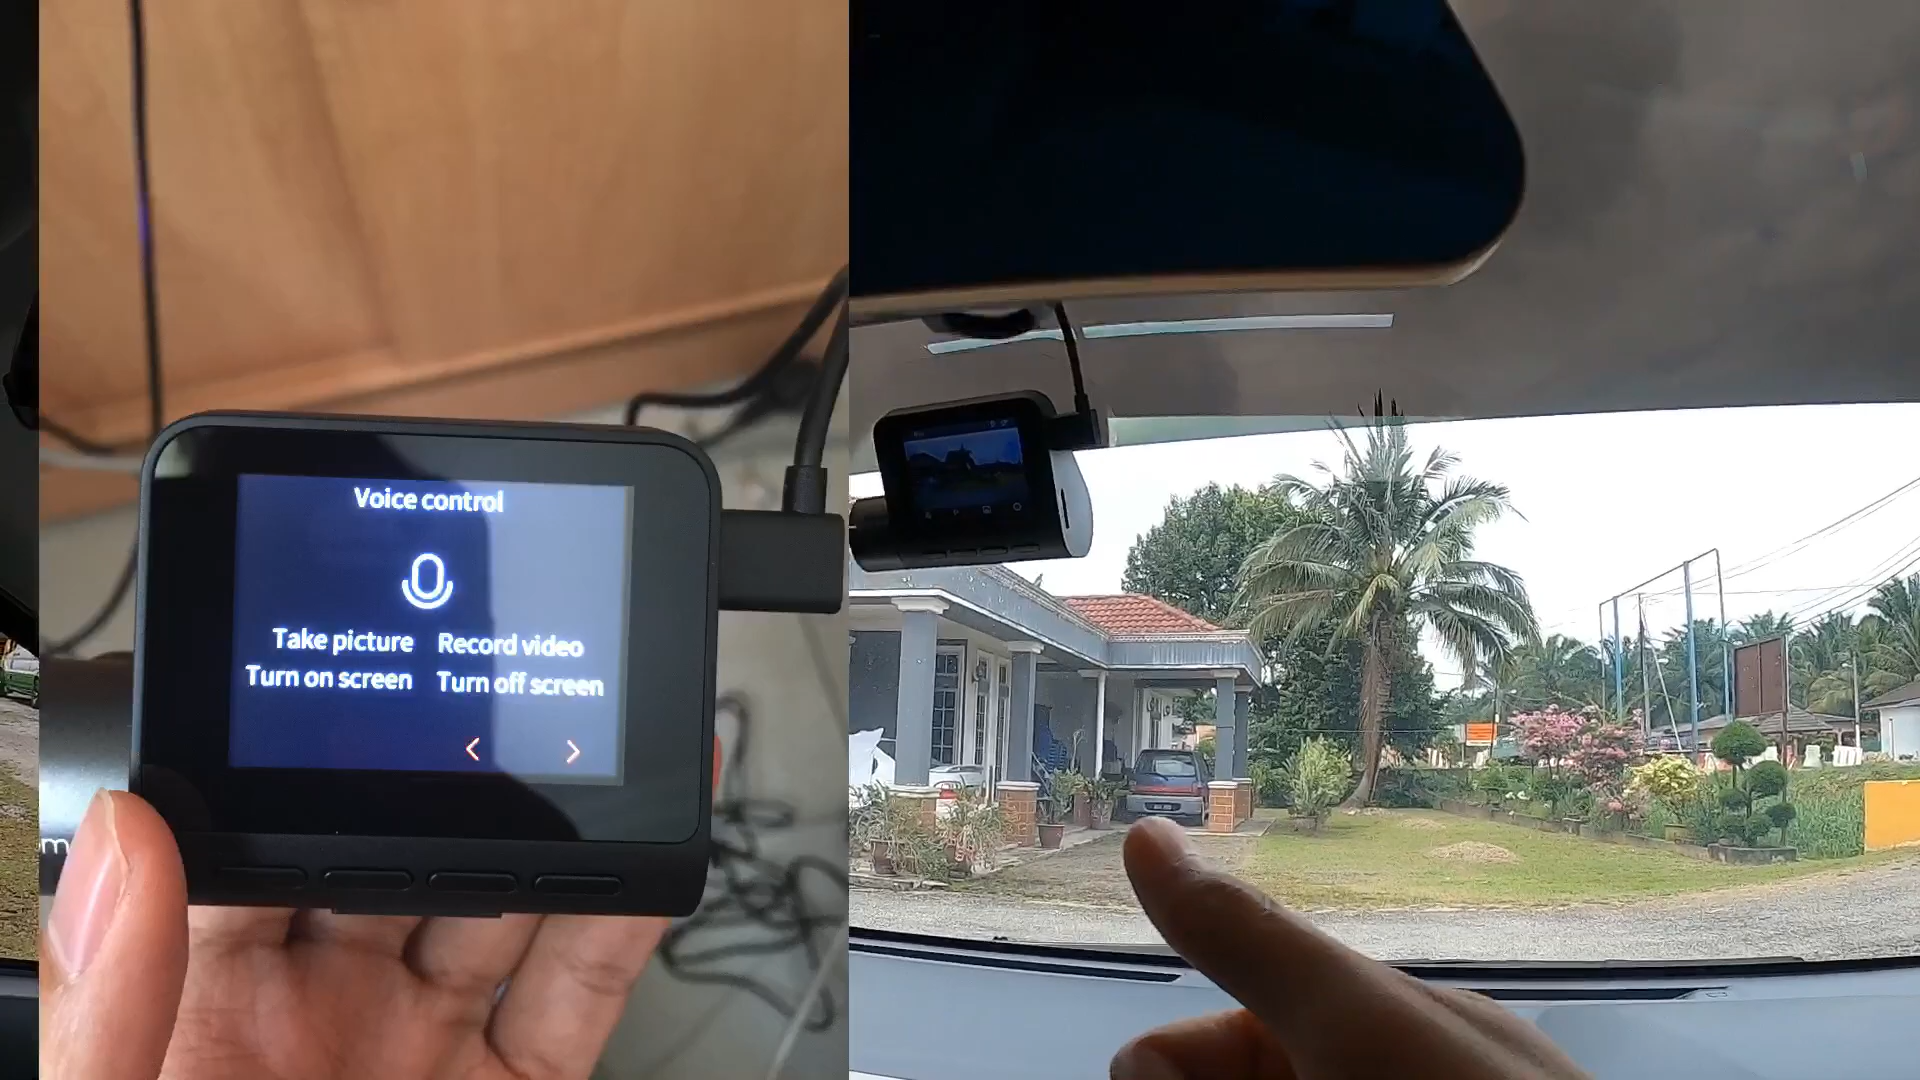 Voice control
Take picture Record video
Turn on screen Turn off screen